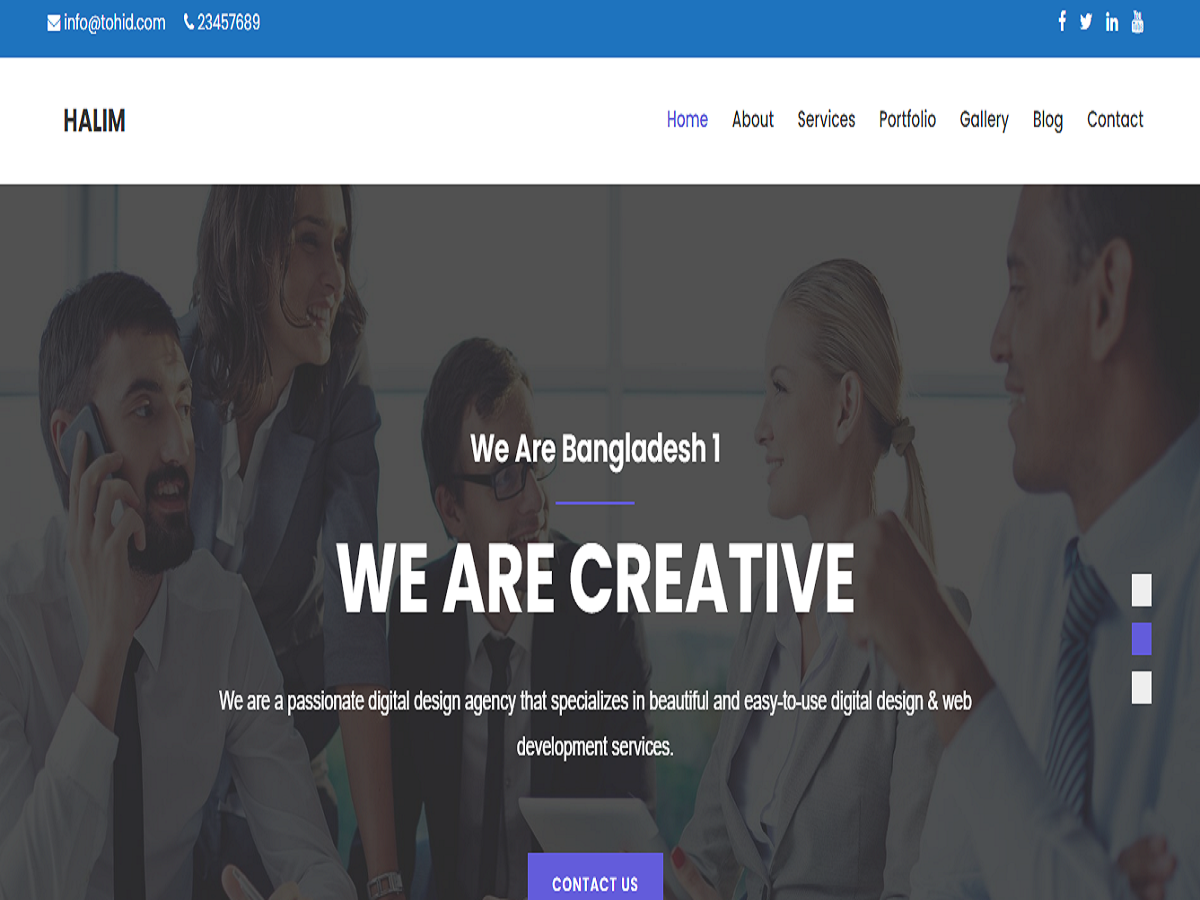 info@tohid.com 23457689
HALIM
Home About Services Portfolio Gallery Blog Contact
We Are Bangladesh 1
WE ARE CREATIVE
We are a passionate digital design agency that specializes in beautiful and easy-to-use digital design & web
development services.
CONTACT US